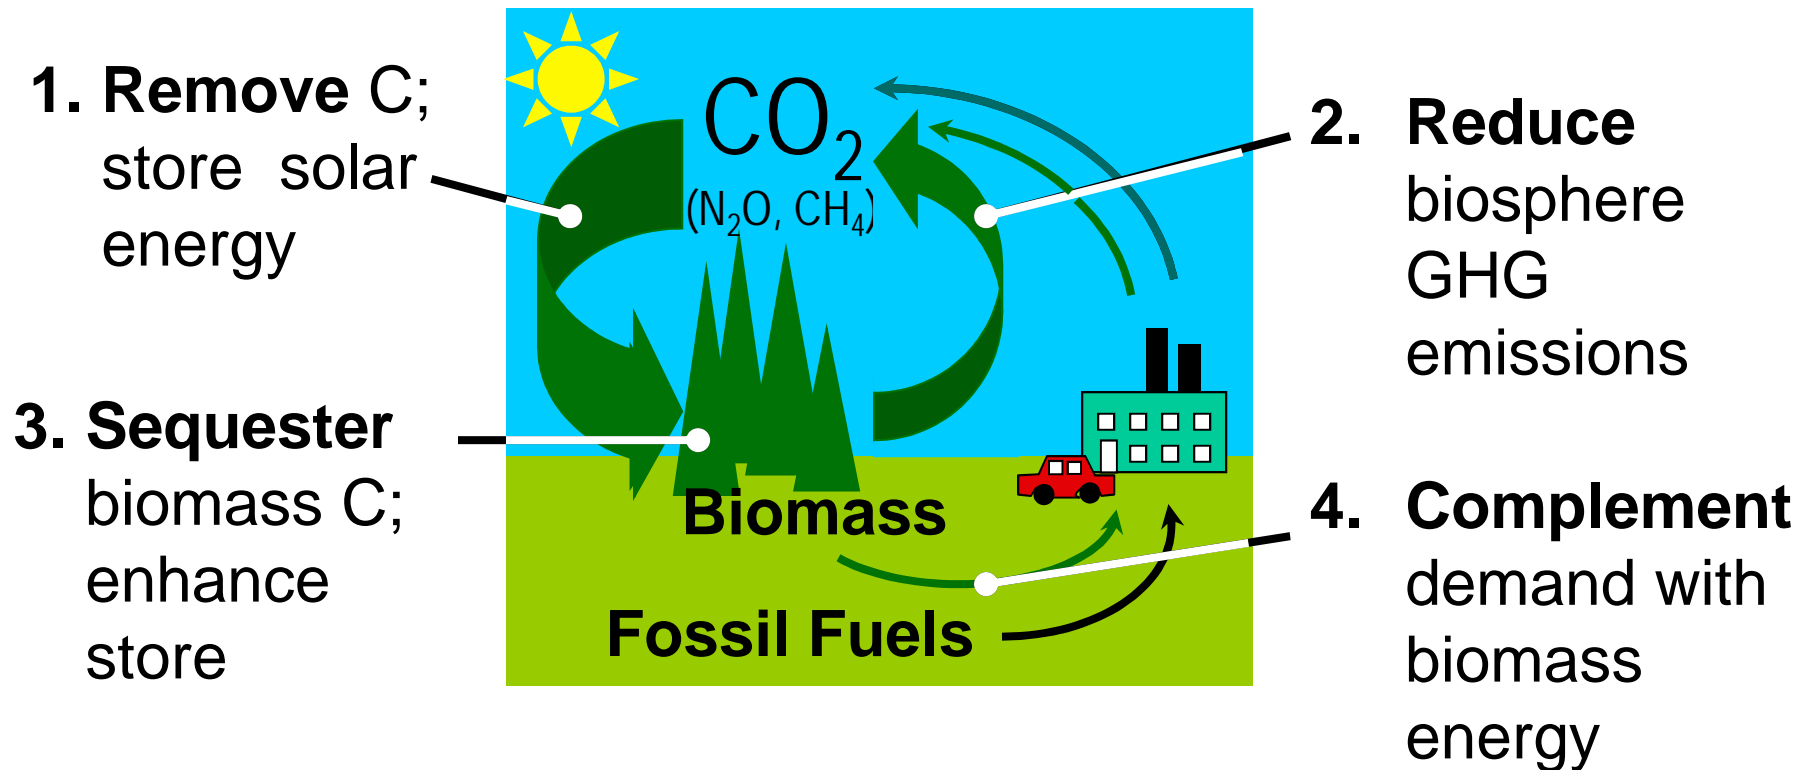 1. Remove C;
store solar
energy
CO₂
(N₂O, CH₄)
2. Reduce
biosphere
GHG
emissions
3. Sequester
biomass C;
enhance
store
Biomass
Fossil Fuels
4. Complement
demand with
biomass
energy